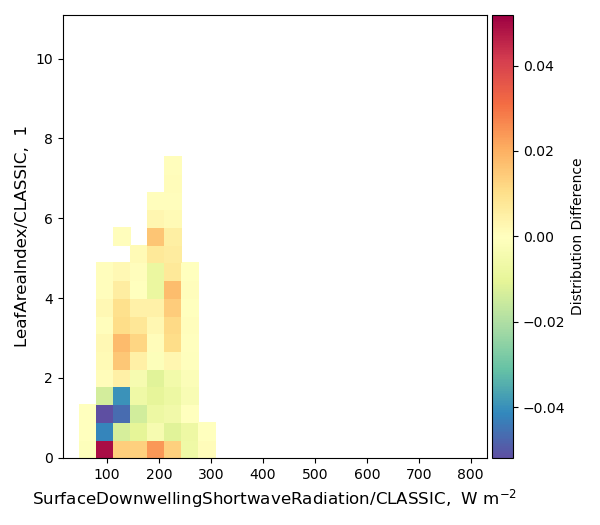 10
8
6
4
2
0
LeafAreaIndex/CLASSIC,  1
100 200 300 400 500 600 700 800
SurfaceDownwellingShortwaveRadiation/CLASSIC,  W m⁻²
0.04
0.02
0.00
−0.02
−0.04
Distribution Difference